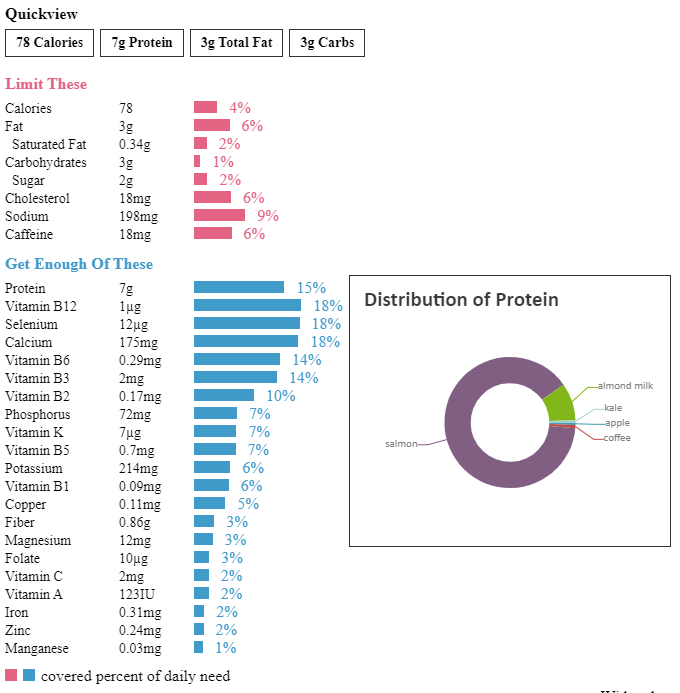 Quickview
78 Calories 7g Protein 3g Total Fat 3g Carbs
Limit These
Calories 78 4%
Fat 3g 6%
Saturated Fat 0.34g 2%
Carbohydrates 3g 1%
Sugar 2g 2%
Cholesterol 18mg 6%
Sodium 198mg 9%
Caffeine 18mg 6%
Get Enough Of These
Protein 7g 15%
Vitamin B12 1µg 18%
Selenium 12µg 18%
Calcium 175mg 18%
Vitamin B6 0.29mg 14%
Vitamin B3 2mg 14%
Vitamin B2 0.17mg 10%
Phosphorus 72mg 7%
Vitamin K 7µg 7%
Vitamin B5 0.7mg 7%
Potassium 214mg 6%
Vitamin B1 0.09mg 6%
Copper 0.11mg 5%
Fiber 0.86g 3%
Magnesium 12mg 3%
Folate 10µg 3%
Vitamin C 2mg 2%
Vitamin A 123IU 2%
Iron 0.31mg 2%
Zinc 0.24mg 2%
Manganese 0.03mg 1%
covered percent of daily need
Distribution of Protein
almond milk
kale
apple
coffee
salmon